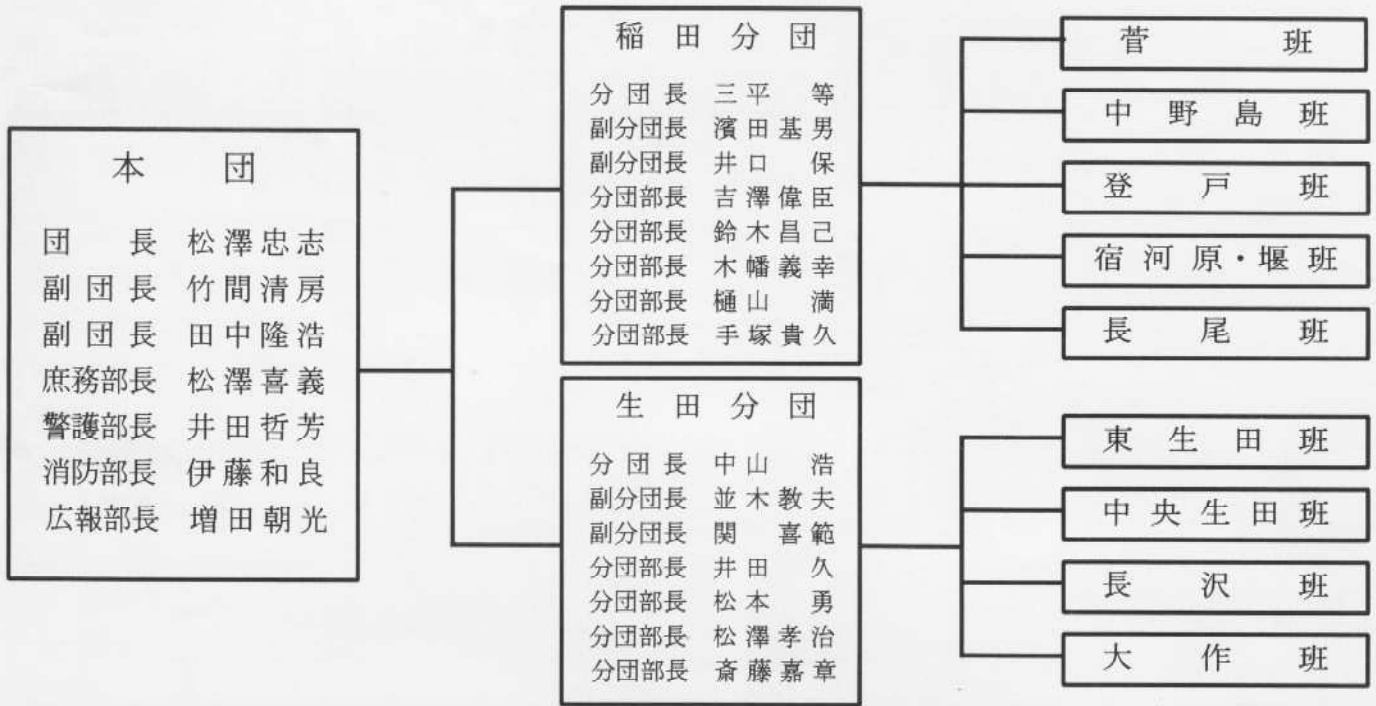 本団
団長 松澤忠志
副団長 竹間清房
副団長 田中隆浩
庶務部長 松澤喜義
警護部長 井田哲芳
消防部長 伊藤和良
広報部長 増田朝光
稲田分団
分団長 三平等
副分団長 濱田基男
副分団長 井口保
分団部長 吉澤偉臣
分団部長 鈴木昌己
分団部長 木幡義幸
分団部長 樋山満
分団部長 手塚貴久
生田分団
分団長 中山浩
副分団長 並木教夫
副分団長 関喜範
分団部長 井田久
分団部長 松本勇
分団部長 松澤孝治
分団部長 斎藤嘉章
菅班
中野島班
登戸班
宿河原・堰班
長尾班
東生田班
中央生田班
長沢班
大作班